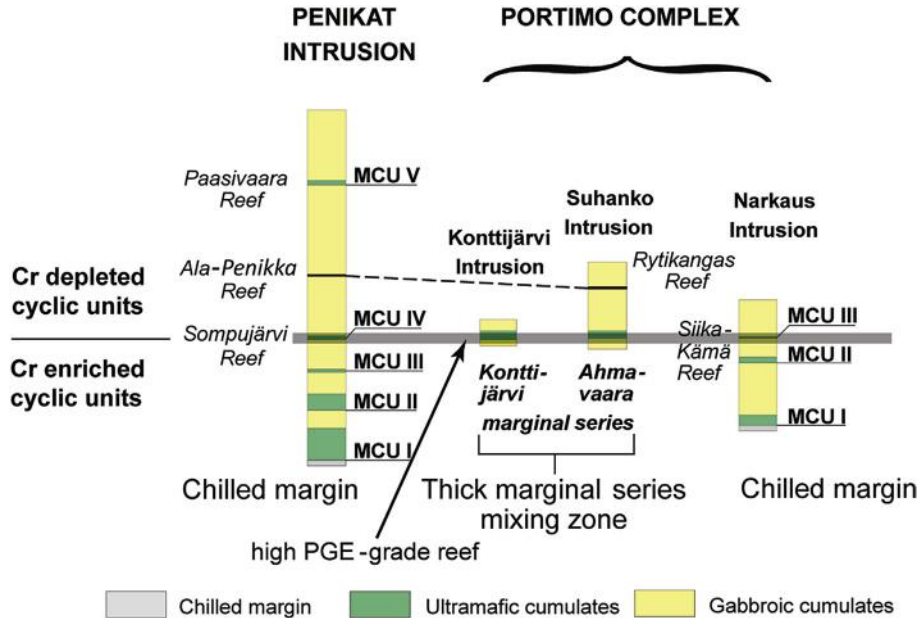 PENIKAT
INTRUSION
PORTIMO COMPLEX
Paasivaara
Reef
MCU V
Konttijärvi
Intrusion
Suhanko
Intrusion
Narkaus
Intrusion
Cr depleted
cyclic units
Ala-Penikka
Reef
Rytikangas
Reef
Sompujärvi
Reef
MCU IV
Siika-
Kämä
Reef
MCU III
Cr enriched
cyclic units
MCU III
MCU II
MCU II
MCU I
MCU I
Kontti-
järvi
Ahma-
vaara
marginal series
Chilled margin
Thick marginal series
mixing zone
Chilled margin
high PGE-grade reef
Chilled margin
Ultramafic cumulates
Gabbroic cumulates